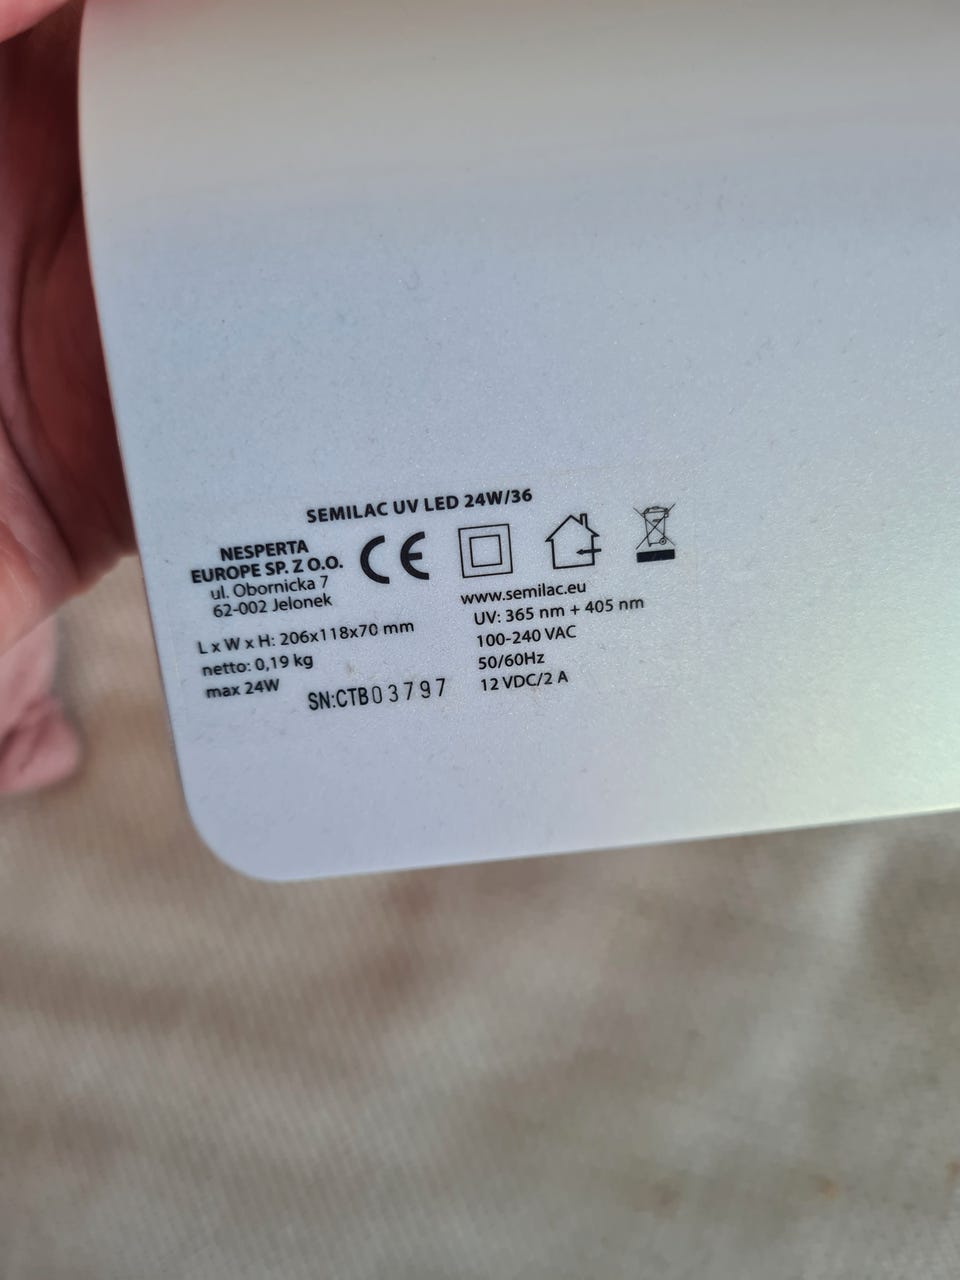 SEMILAC UV LED 24W/36
NESPERTA
EUROPE SP. Z O.O.
ul. Obornicka 7
62-002 Jelonek
CE
L x W x H: 206x118x70 mm
netto: 0,19 kg
max 24W
SN:CTB03797
www.semilac.eu
UV: 365 nm + 405 nm
100-240 VAC
50/60Hz
12 VDC/2 A